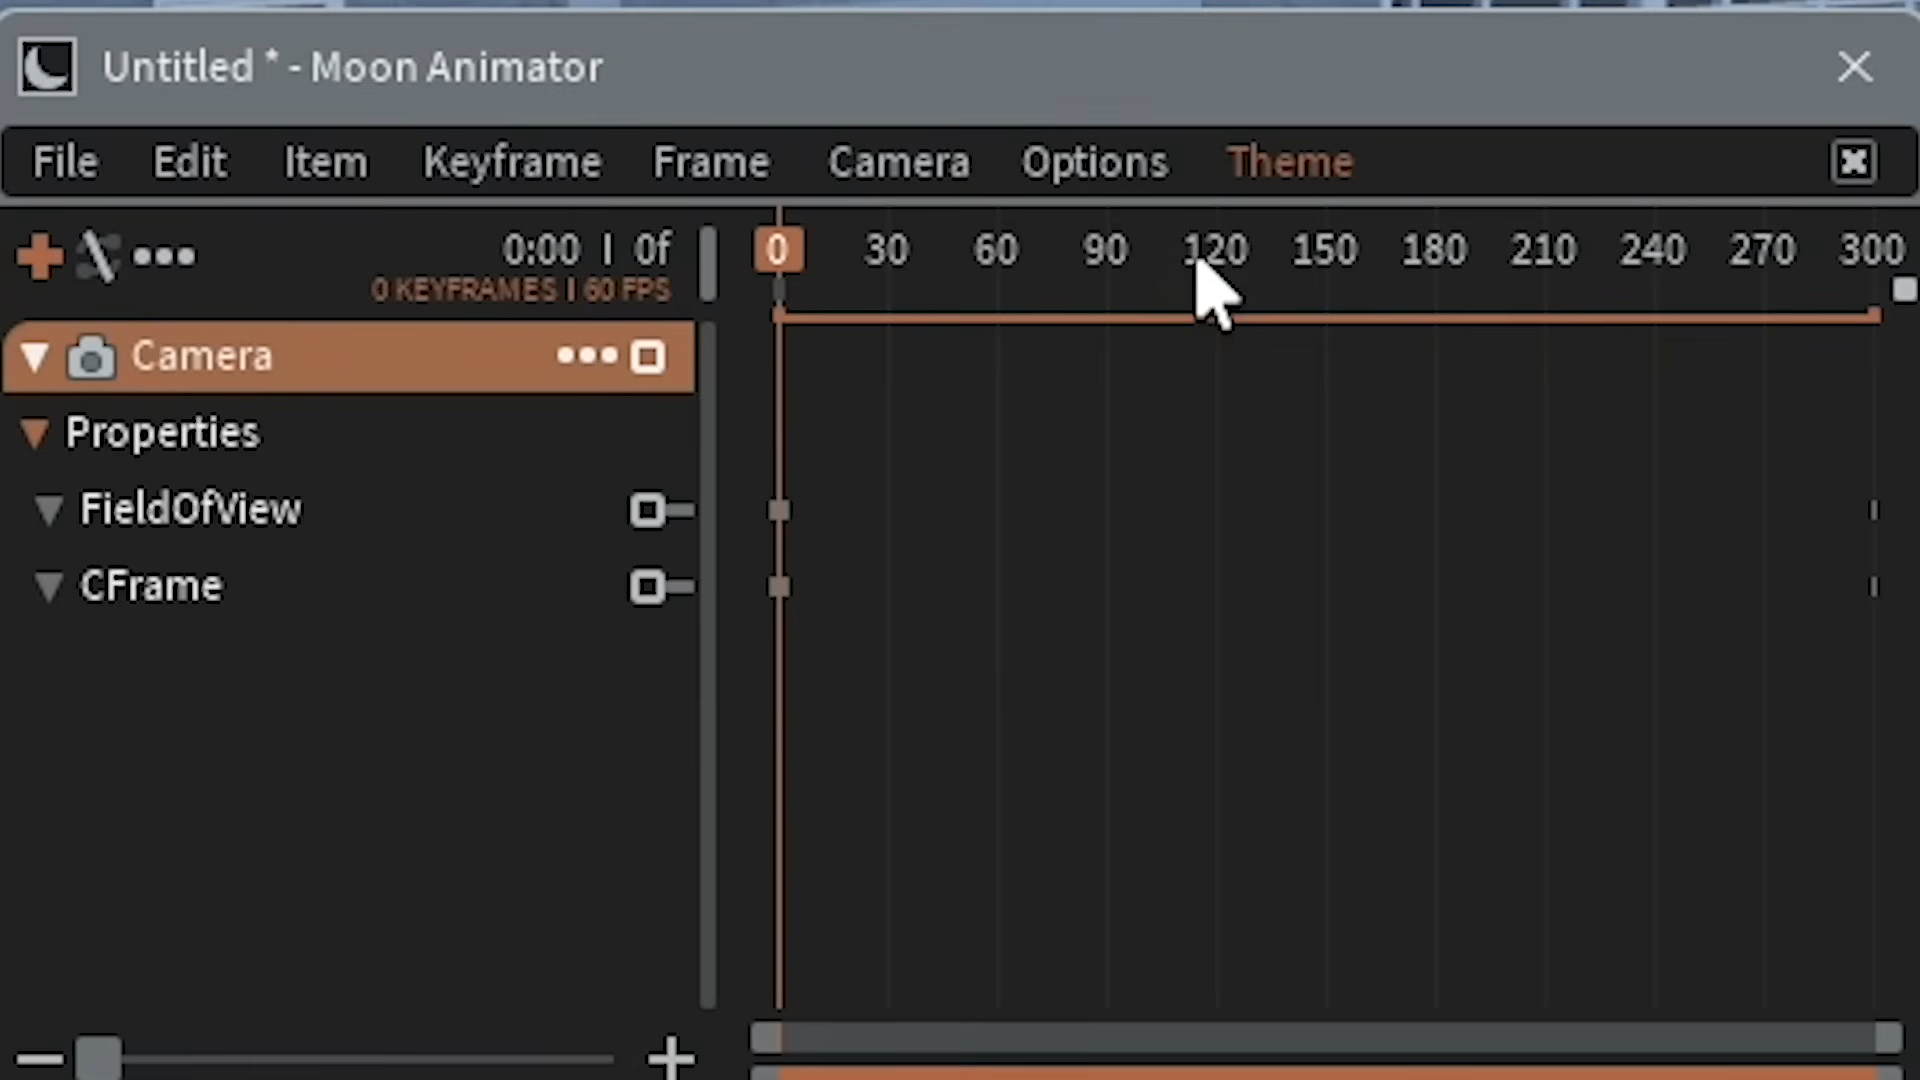 Untitled * - Moon Animator
File Edit Item Keyframe Frame Camera Options Theme
0:00 | 0f
0 KEYFRAMES | 60 FPS
0 30 60 90 120 150 180 210 240 270 300
Camera
Properties
FieldOfView
CFrame